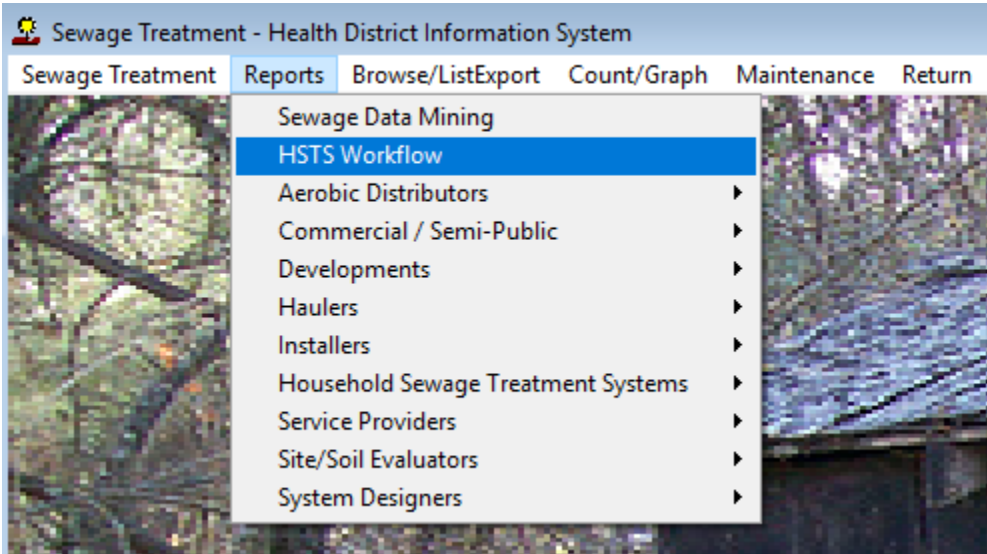 Sewage Treatment - Health District Information System
Sewage Treatment Reports Browse/ListExport Count/Graph Maintenance Return
Sewage Data Mining
HSTS Workflow
Aerobic Distributors
Commercial / Semi-Public
Developments
Haulers
Installers
Household Sewage Treatment Systems
Service Providers
Site/Soil Evaluators
System Designers